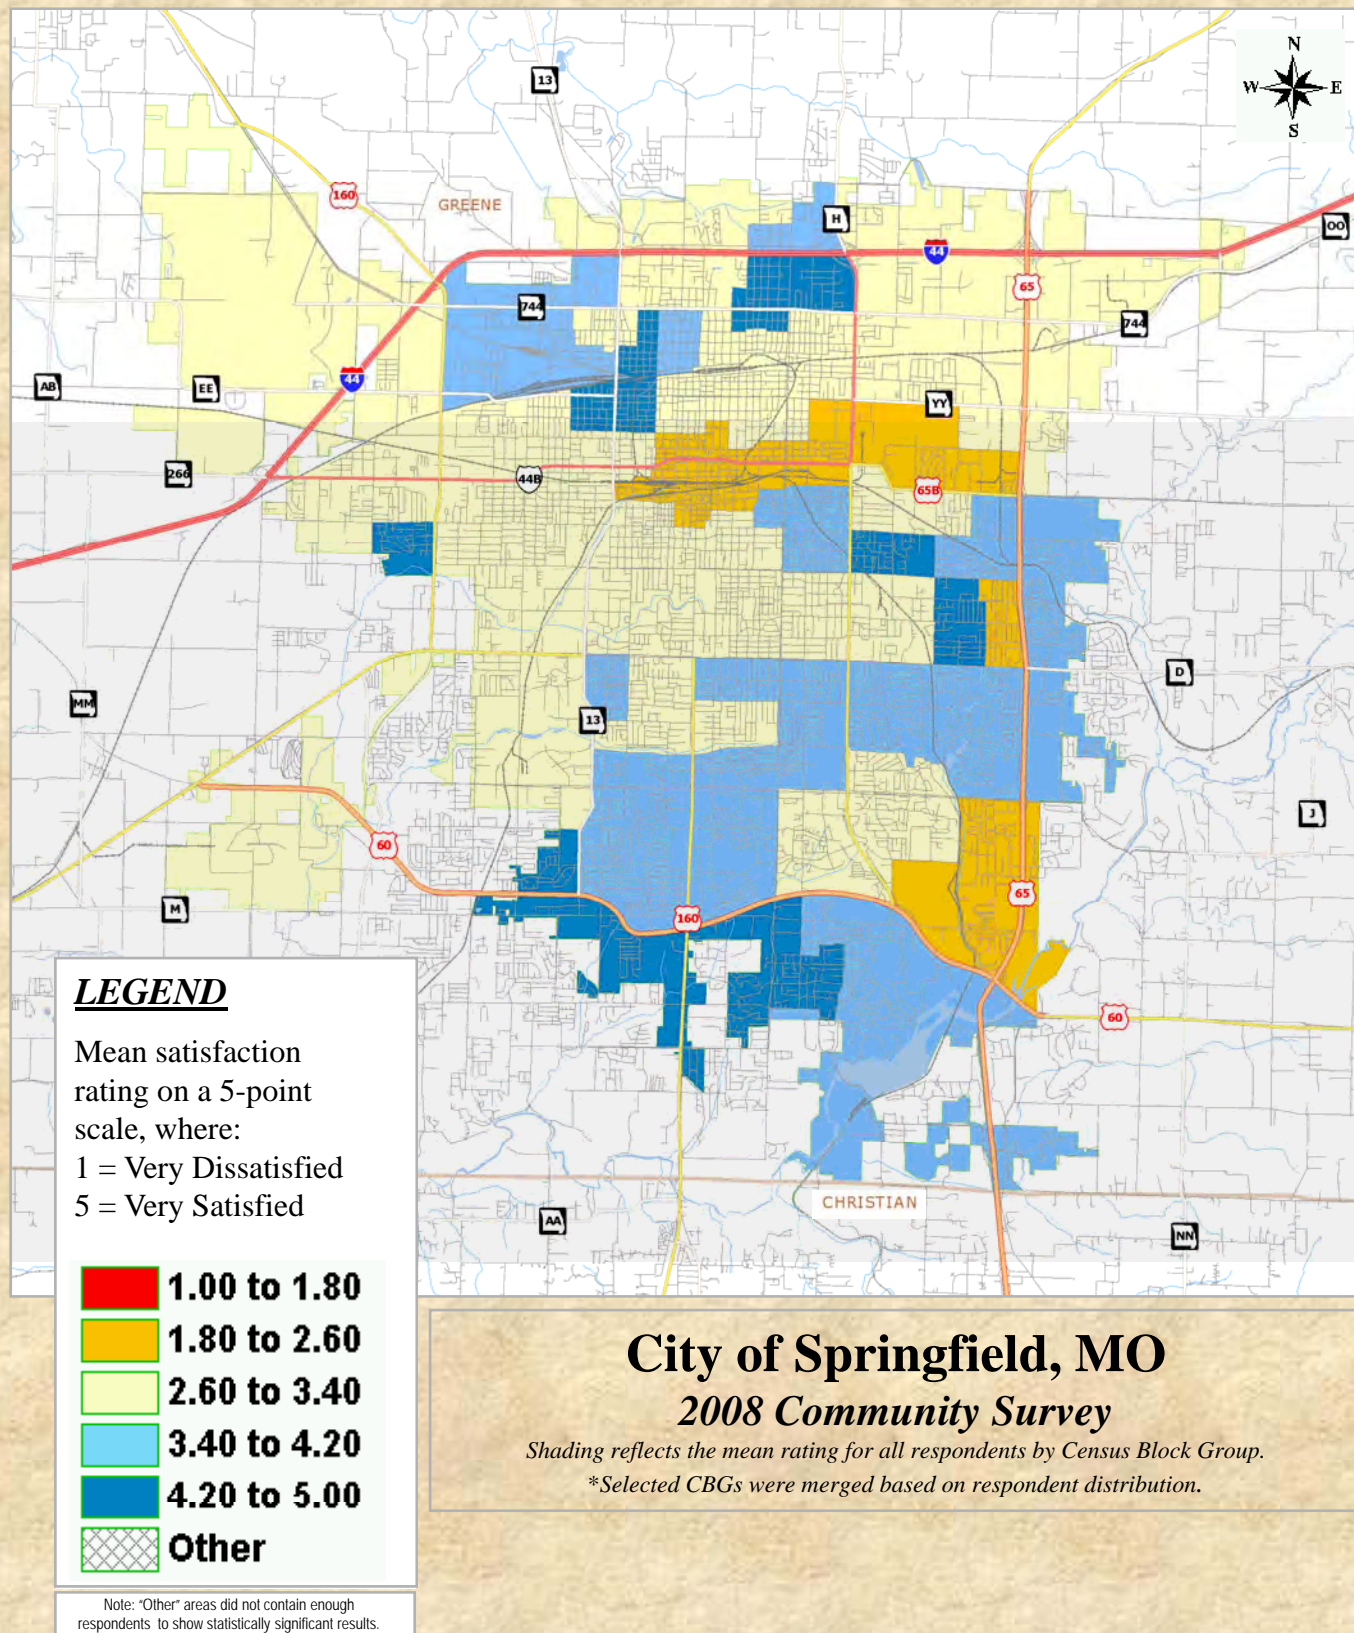 N
W E
S
13
160
GREENE
H
OO
44
65
744
744
44
AB
EE
YY
266
44B
65B
D
MM
13
J
60
M
65
160
60
LEGEND
Mean satisfaction
rating on a 5-point
scale, where:
1 = Very Dissatisfied
5 = Very Satisfied
CHRISTIAN
AA
NN
1.00 to 1.80
1.80 to 2.60
2.60 to 3.40
3.40 to 4.20
4.20 to 5.00
Other
City of Springfield, MO
2008 Community Survey
Shading reflects the mean rating for all respondents by Census Block Group.
*Selected CBGs were merged based on respondent distribution.
Note: “Other” areas did not contain enough
respondents to show statistically significant results.